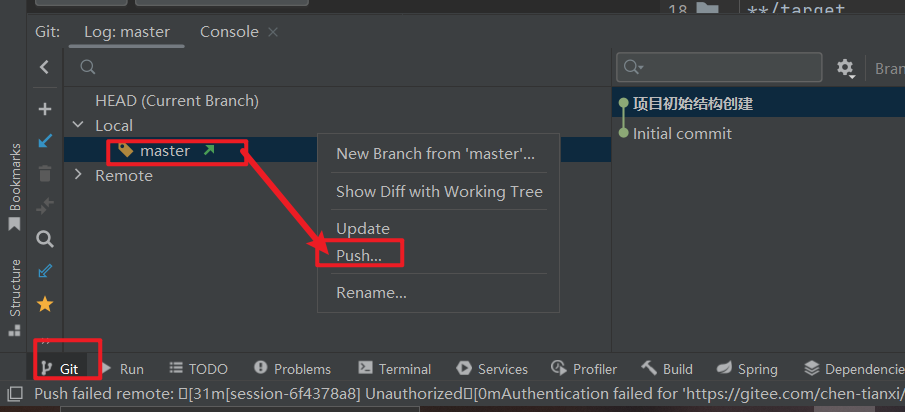 18 **/target
Git: Log: master Console
Bran
HEAD (Current Branch)
Local
master
Remote
New Branch from 'master'...
Show Diff with Working Tree
Update
Push...
Rename...
项目初始结构创建
Initial commit
Bookmarks
Structure
Git Run TODO Problems Terminal Services Profiler Build Spring Dependencie
Push failed remote: [31m[session-6f4378a8] Unauthorized[0mAuthentication failed for 'https://gitee.com/chen-tianxi/